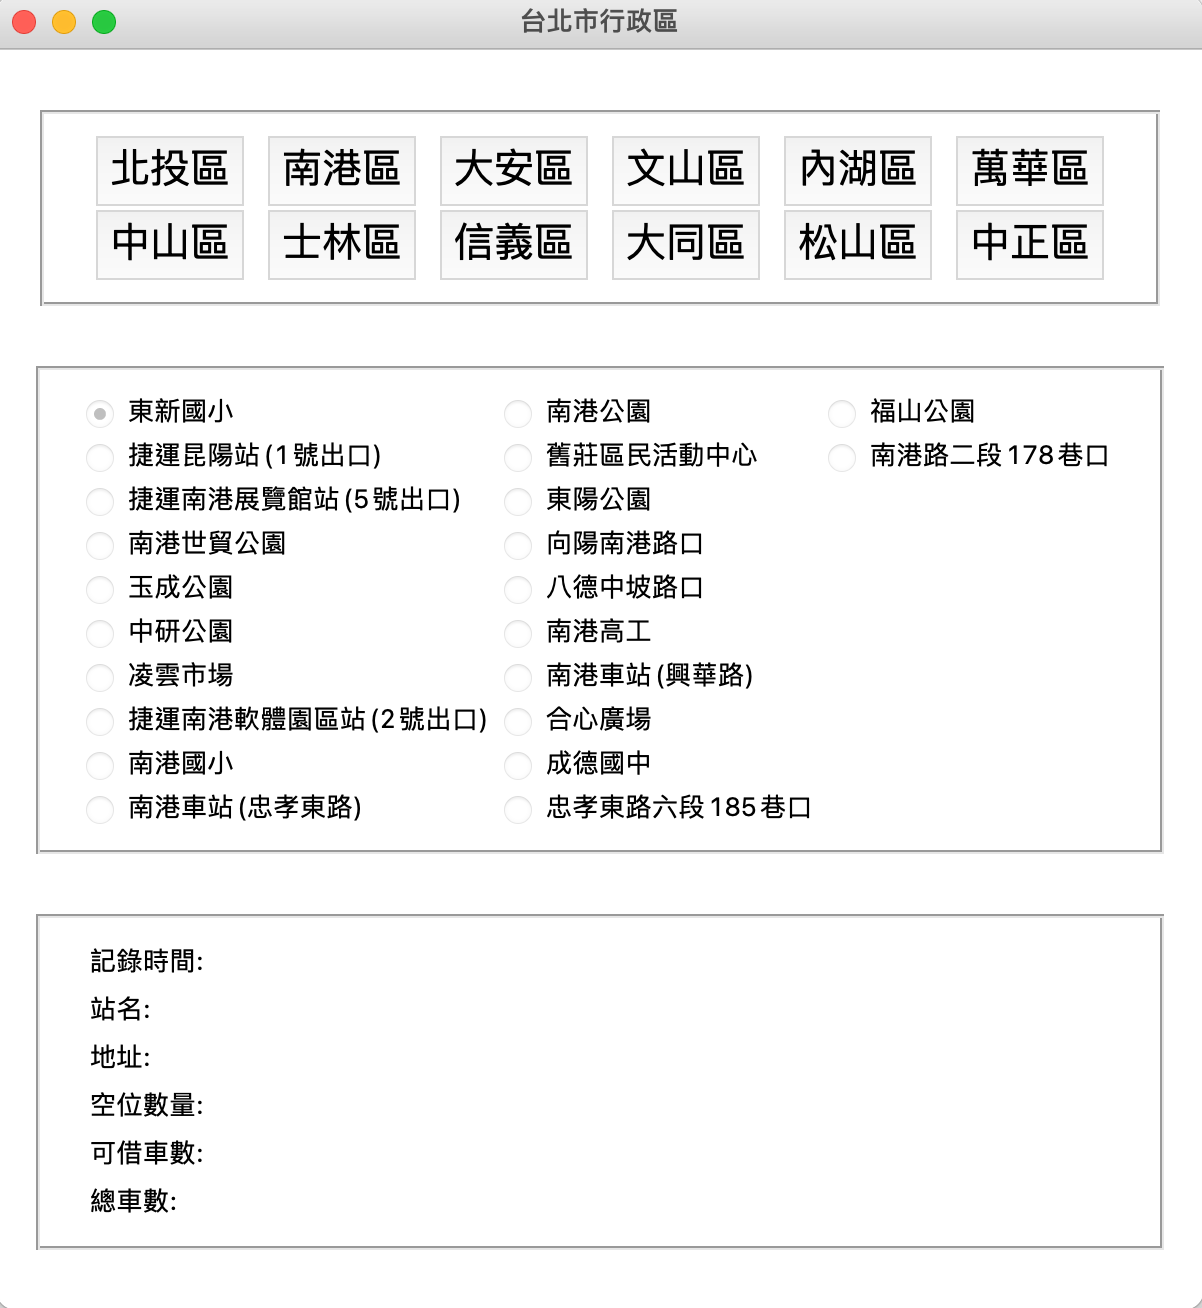 台北市行政區
北投區 南港區 大安區 文山區 內湖區 萬華區
中山區 士林區 信義區 大同區 松山區 中正區
東新國小 南港公園 福山公園
捷運昆陽站(1號出口) 舊莊區民活動中心 南港路二段178巷口
捷運南港展覽館站(5號出口) 東陽公園
南港世貿公園 向陽南港路口
玉成公園 八德中坡路口
中研公園 南港高工
凌雲市場 南港車站(興華路)
捷運南港軟體園區站(2號出口) 合心廣場
南港國小 成德國中
南港車站(忠孝東路) 忠孝東路六段185巷口
記錄時間:
站名:
地址:
空位數量:
可借車數:
總車數: